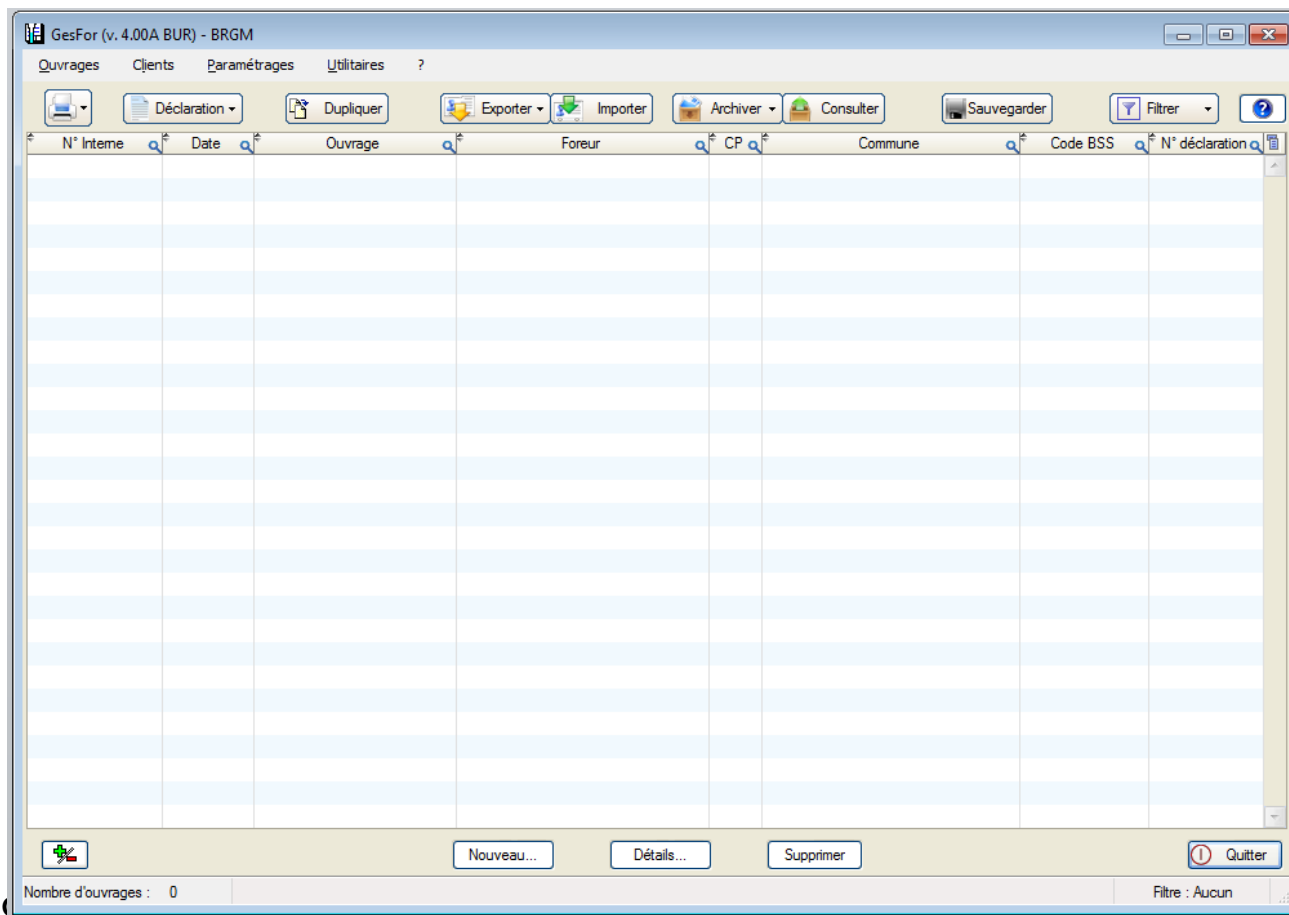 GesFor (v. 4.00A BUR) - BRGM
Ouvrages Clients Paramétrages Utilitaires ?
Déclaration Dupliquer Exporter Importer Archiver Consulter Sauvegarder Filtrer ?
N° Interne Date Ouvrage Foreur CP Commune Code BSS N° déclaration
Nouveau... Détails... Supprimer Quitter
Nombre d'ouvrages : 0 Filtre : Aucun